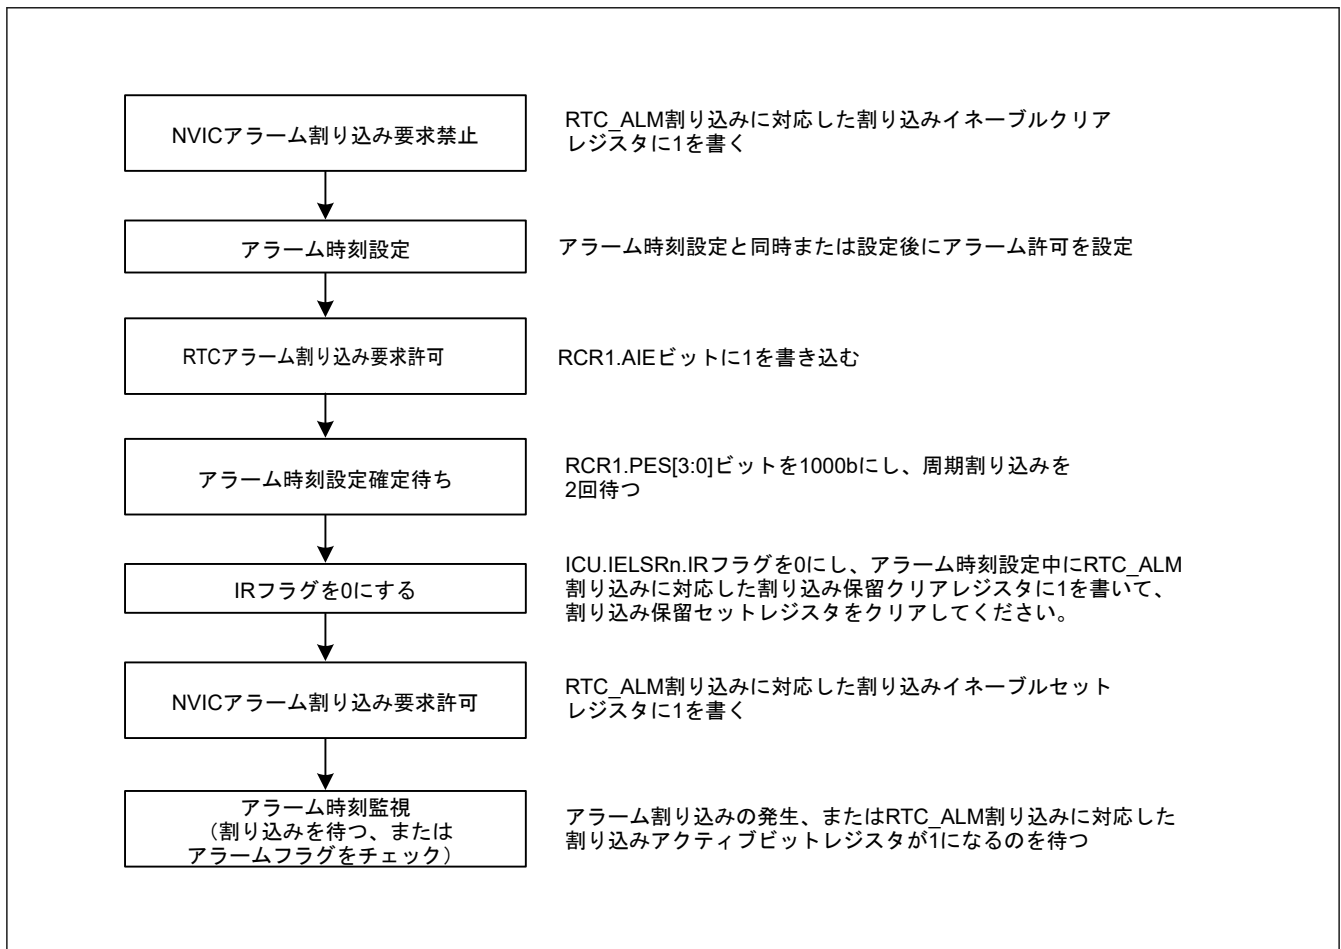 NVICアラーム割り込み要求禁止
RTC_ALM割り込みに対応した割り込みイネーブルクリア
レジスタに1を書く
アラーム時刻設定
アラーム時刻設定と同時または設定後にアラーム許可を設定
RTCアラーム割り込み要求許可
RCR1.AIEビットに1を書き込む
アラーム時刻設定確定待ち
RCR1.PES[3:0]ビットを1000bにし、周期割り込みを
2回待つ
IRフラグを0にする
ICU.IELSRn.IRフラグを0にし、アラーム時刻設定中にRTC_ALM
割り込みに対応した割り込み保留クリアレジスタに1を書いて、
割り込み保留セットレジスタをクリアしてください。
NVICアラーム割り込み要求許可
RTC_ALM割り込みに対応した割り込みイネーブルセット
レジスタに1を書く
アラーム時刻監視
（割り込みを待つ、または
アラームフラグをチェック）
アラーム割り込みの発生、またはRTC_ALM割り込みに対応した
割り込みアクティブビットレジスタが1になるのを待つ